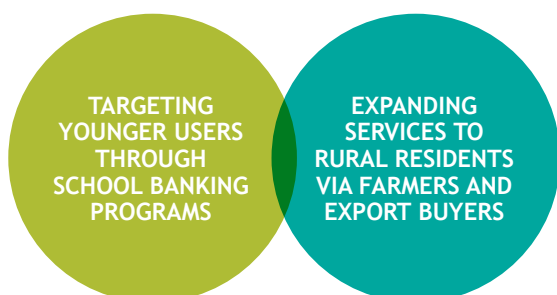 TARGETING
YOUNGER USERS
THROUGH
SCHOOL BANKING
PROGRAMS
EXPANDING
SERVICES TO
RURAL RESIDENTS
VIA FARMERS AND
EXPORT BUYERS